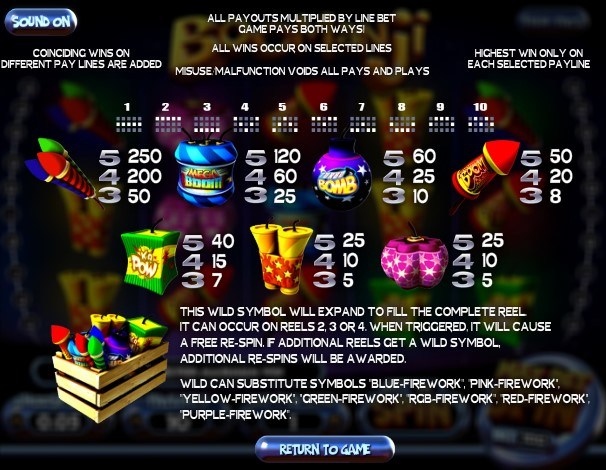 SOUND ON
ALL PAYOUTS MULTIPLIED BY LINE BET
GAME PAYS BOTH WAYS!
COINCIDING WINS ON
DIFFERENT PAY LINES ARE ADDED
ALL WINS OCCUR ON SELECTED LINES
MISUSE/MALFUNCTION VOIDS ALL PAYS AND PLAYS
HIGHEST WIN ONLY ON
EACH SELECTED PAYLINE
1 2 3 4 5 6 7 8 9 10
5 250
4 200
3 50
MEGA
BOOM
5 120
4 60
3 25
BOMB
5 60
4 25
3 10
BOOM
5 50
4 20
3 8
POW
5 40
4 15
3 7
5 25
4 10
3 5
5 25
4 10
3 5
THIS WILD SYMBOL WILL EXPAND TO FILL THE COMPLETE REEL.
IT CAN OCCUR ON REELS 2, 3 OR 4. WHEN TRIGGERED, IT WILL CAUSE
A FREE RE-SPIN. IF ADDITIONAL REELS GET A WILD SYMBOL,
ADDITIONAL RE-SPINS WILL BE AWARDED.
WILD CAN SUBSTITUTE SYMBOLS "BLUE-FIREWORK", "PINK-FIREWORK",
"YELLOW-FIREWORK", "GREEN-FIREWORK", "RGB-FIREWORK", "RED-FIREWORK",
"PURPLE-FIREWORK".
RETURN TO GAME